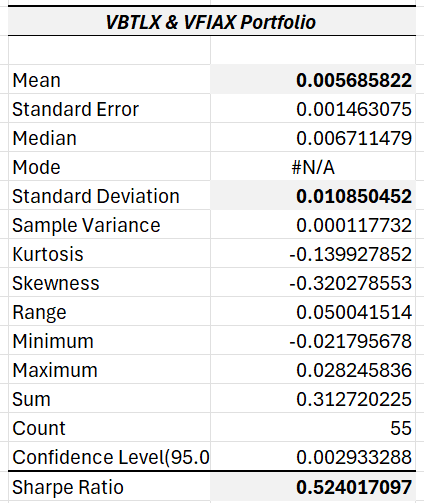 VBTLX & VFIAX Portfolio
Mean 0.005685822
Standard Error 0.001463075
Median 0.006711479
Mode #N/A
Standard Deviation 0.010850452
Sample Variance 0.000117732
Kurtosis -0.139927852
Skewness -0.320278553
Range 0.050041514
Minimum -0.021795678
Maximum 0.028245836
Sum 0.312720225
Count 55
Confidence Level(95.0 0.002933288
Sharpe Ratio 0.524017097